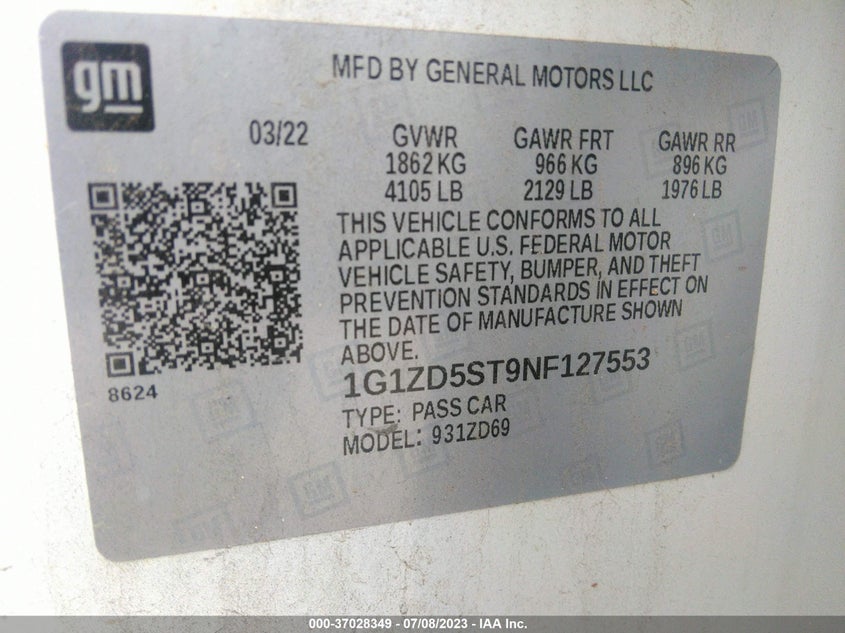 gm
MFD BY GENERAL MOTORS LLC
03/22 GVWR GAWR FRT GAWR RR
1862 KG 966 KG 896 KG
4105 LB 2129 LB 1976 LB
THIS VEHICLE CONFORMS TO ALL
APPLICABLE U.S. FEDERAL MOTOR
VEHICLE SAFETY, BUMPER, AND THEFT
PREVENTION STANDARDS IN EFFECT ON
THE DATE OF MANUFACTURE SHOWN
ABOVE.
8624
1G1ZD5ST9NF127553
TYPE: PASS CAR
MODEL: 931ZD69
000-37028349 - 07/08/2023 - IAA Inc.